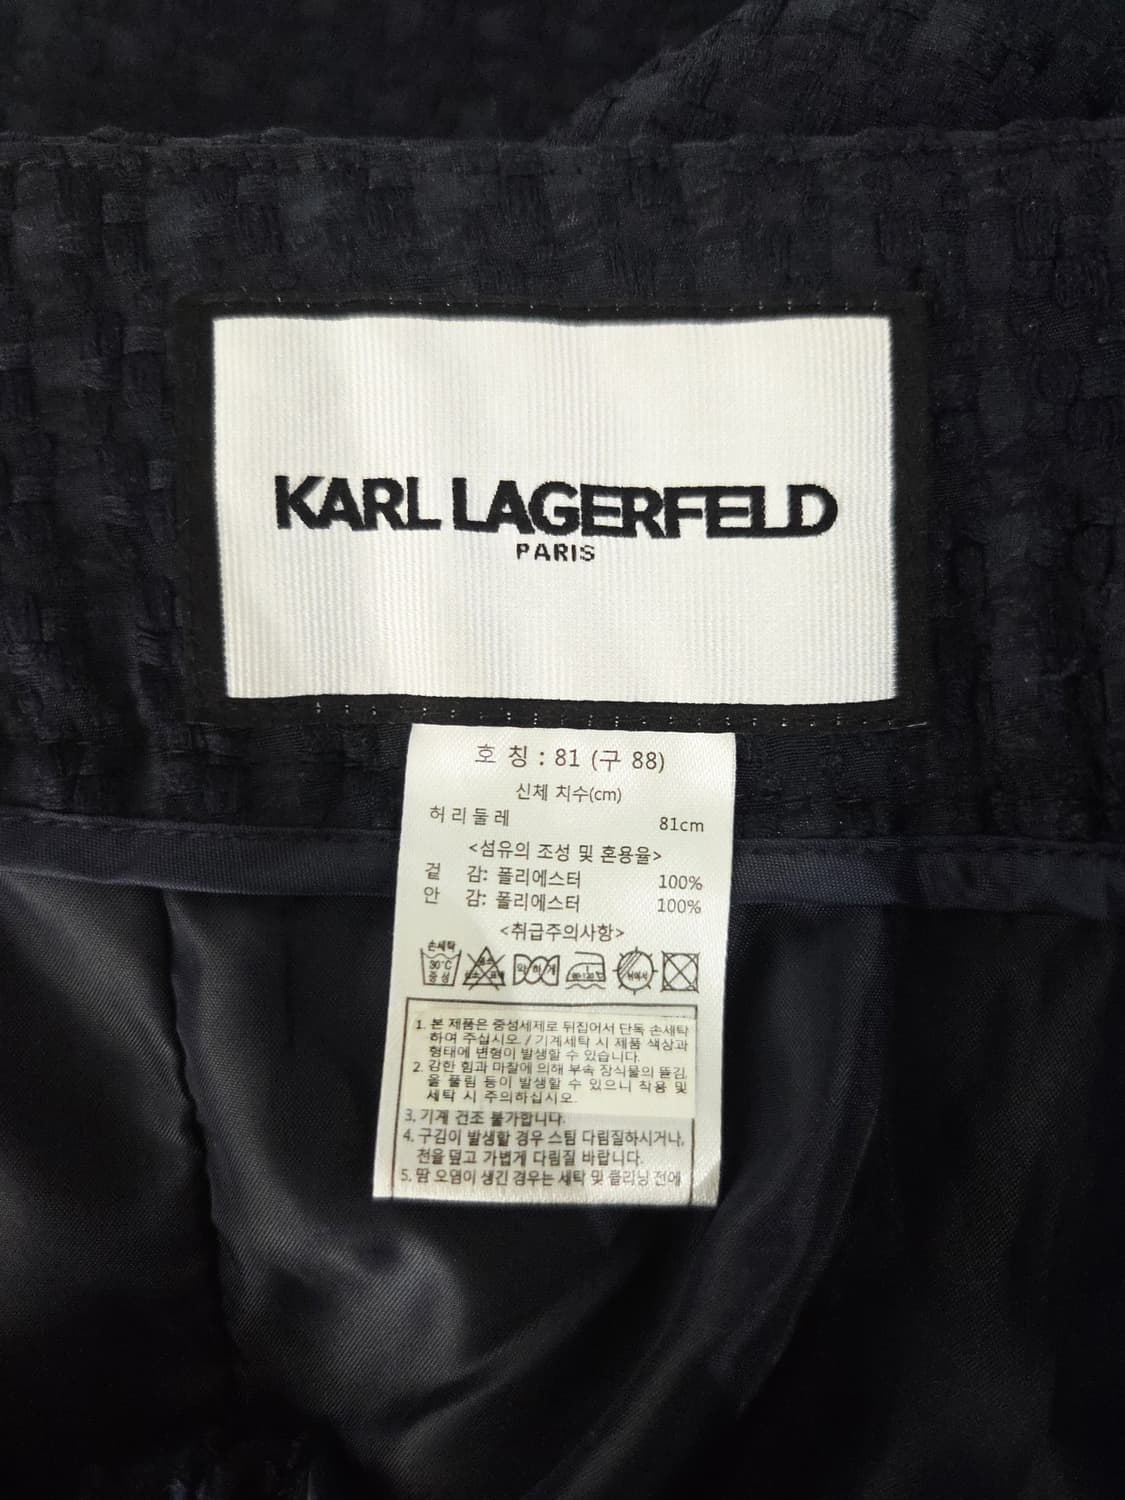 KARL LAGERFELD
PARIS
호 칭 : 81 (구 88)
신체 치수(cm)
허리둘레 81cm
<섬유의 조성 및 혼용율>
겉 감: 폴리에스터 100%
안 감: 폴리에스터 100%
<취급주의사항>
손세탁
30°C
중성
약하게
1. 본 제품은 중성세제로 뒤집어서 단독 손세탁
하여 주십시오. / 기계세탁 시 제품 색상과
형태에 변형이 발생할 수 있습니다.
2. 강한 힘과 마찰에 의해 부속 장식물의 뜯김,
올 풀림 등이 발생할 수 있으니 착용 및
세탁 시 주의하십시오.
3. 기계 건조 불가합니다.
4. 구김이 발생할 경우 스팀 다림질하시거나,
천을 덮고 가볍게 다림질 바랍니다.
5. 땀 오염이 생긴 경우는 세탁 및 클리닝 전에